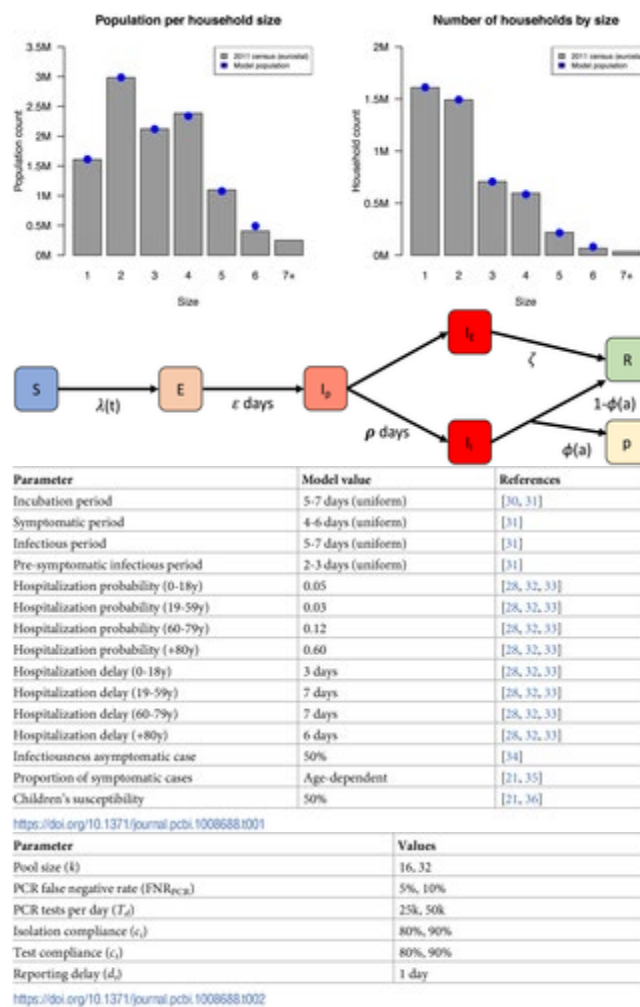 Population per household size
Number of households by size
2011 census (eurostat)
Model population
2011 census (eurostat)
Model population
3.5M
3M
2.5M
2M
1.5M
1M
0.5M
0M
Population count
1 2 3 4 5 6 7+
Size
2M
1.5M
1M
0.5M
0M
Household count
1 2 3 4 5 6 7+
Size
S λ(t) E ε days Ip ρ days
ζ R
1-ϕ(a)
ϕ(a) p
Parameter Model value References
Incubation period 5-7 days (uniform) [30, 31]
Symptomatic period 4-6 days (uniform) [31]
Infectious period 5-7 days (uniform) [31]
Pre-symptomatic infectious period 2-3 days (uniform) [31]
Hospitalization probability (0-18y) 0.05 [28, 32, 33]
Hospitalization probability (19-59y) 0.03 [28, 32, 33]
Hospitalization probability (60-79y) 0.12 [28, 32, 33]
Hospitalization probability (+80y) 0.60 [28, 32, 33]
Hospitalization delay (0-18y) 3 days [28, 32, 33]
Hospitalization delay (19-59y) 7 days [28, 32, 33]
Hospitalization delay (60-79y) 7 days [28, 32, 33]
Hospitalization delay (+80y) 6 days [28, 32, 33]
Infectiousness asymptomatic case 50% [34]
Proportion of symptomatic cases Age-dependent [21, 35]
Children's susceptibility 50% [21, 36]
https://doi.org/10.1371/journal.pcbi.1008688.t001
Parameter Values
Pool size (k) 16, 32
PCR false negative rate (FNRPCR) 5%, 10%
PCR tests per day (Td) 25k, 50k
Isolation compliance (ci) 80%, 90%
Test compliance (ct) 80%, 90%
Reporting delay (dr) 1 day
https://doi.org/10.1371/journal.pcbi.1008688.t002